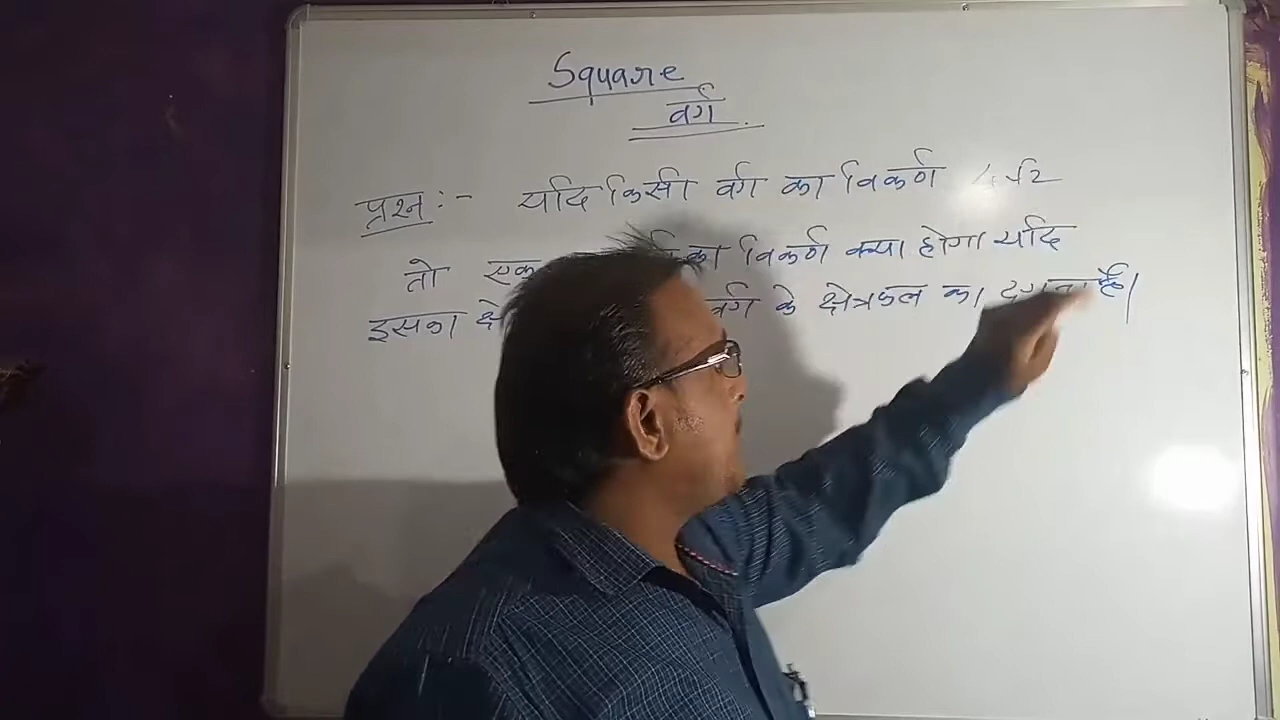 Square
वर्ग
प्रश्न :- यदि किसी वर्ग का विकर्ण 4√2
तो एक का विकर्ण क्या होगा यदि
इसका वर्ग के क्षेत्रफल का है।